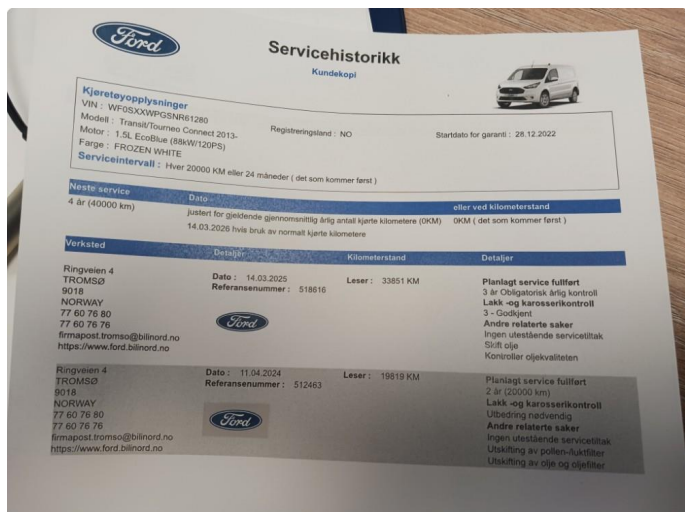 Ford
Servicehistorikk
Kundekopi
Kjøretøyopplysninger
VIN : WF0SXXWPGSNR61280
Modell : Transit/Tourneo Connect 2013-
Motor : 1.5L EcoBlue (88kW/120PS)
Farge : FROZEN WHITE
Registreringsland : NO
Startdato for garanti : 28.12.2022
Serviceintervall : Hver 20000 KM eller 24 måneder ( det som kommer først )
Neste service Dato - eller ved kilometerstand
4 år (40000 km)
justert for gjeldende gjennomsnittlig årlig antall kjørte kilometere (0KM)
0KM ( det som kommer først )
14.03.2026 hvis bruk av normalt kjørte kilometere
Verksted Detaljer Kilometerstand Detaljer
Ringveien 4
TROMSØ
9018
NORWAY
77 60 76 80
77 60 76 76
firmapost.tromso@bilinord.no
https://www.ford.bilinord.no
Dato : 14.03.2025
Referansenummer : 518616
Ford
Leser : 33851 KM
Planlagt service fullført
3 år Obligatorisk årlig kontroll
Lakk -og karosserikontroll
3 - Godkjent
Andre relaterte saker
Ingen utestående servicetiltak
Skift olje
Kontroller oljekvaliteten
Ringveien 4
TROMSØ
9018
NORWAY
77 60 76 80
77 60 76 76
firmapost.tromso@bilinord.no
https://www.ford.bilinord.no
Dato : 11.04.2024
Referansenummer : 512463
Ford
Leser : 19819 KM
Planlagt service fullført
2 år (20000 km)
Lakk -og karosserikontroll
Utbedring nødvendig
Andre relaterte saker
Ingen utestående servicetiltak
Utskifting av pollen-/luktfilter
Utskifting av olje og oljefilter